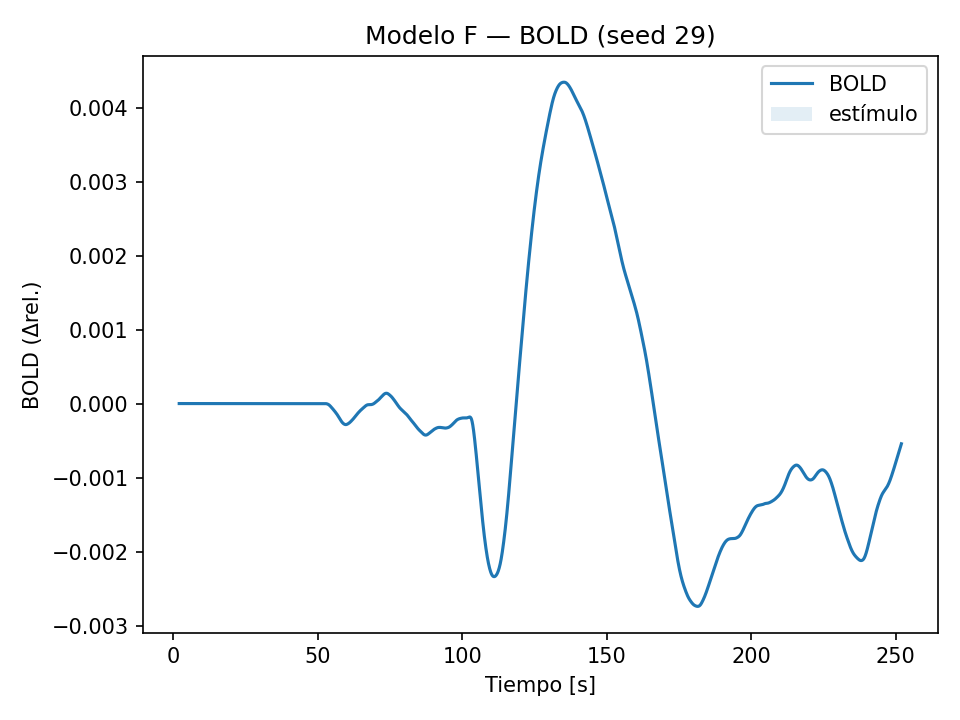 Modelo F — BOLD (seed 29)
BOLD
estímulo
0.004
0.003
0.002
0.001
0.000
−0.001
−0.002
−0.003
BOLD (Δrel.)
0 50 100 150 200 250
Tiempo [s]